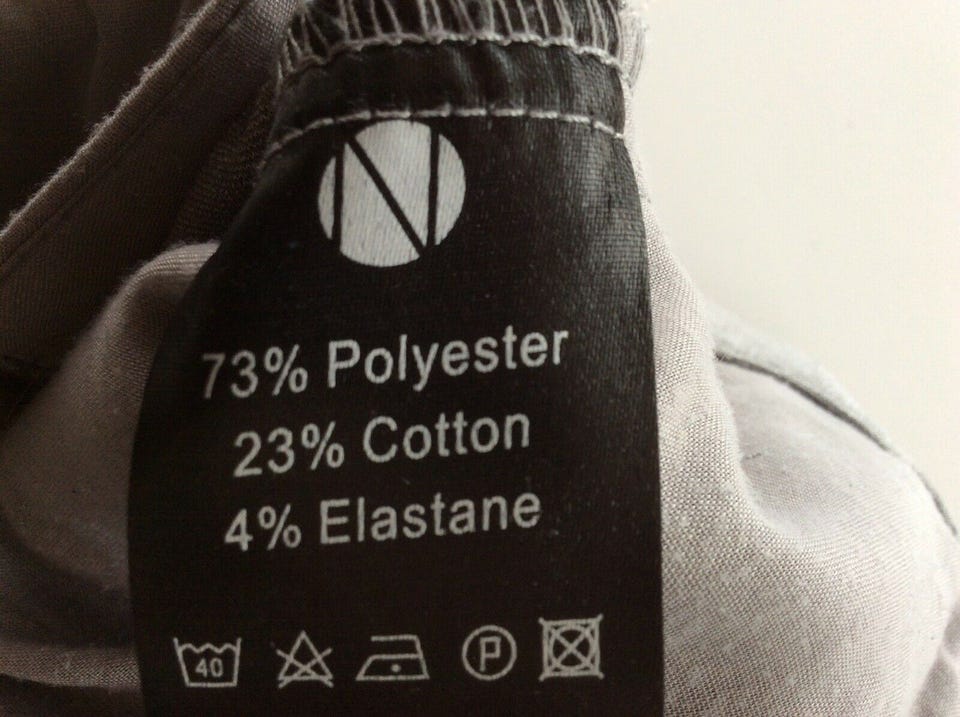 N
73% Polyester
23% Cotton
4% Elastane
40 P